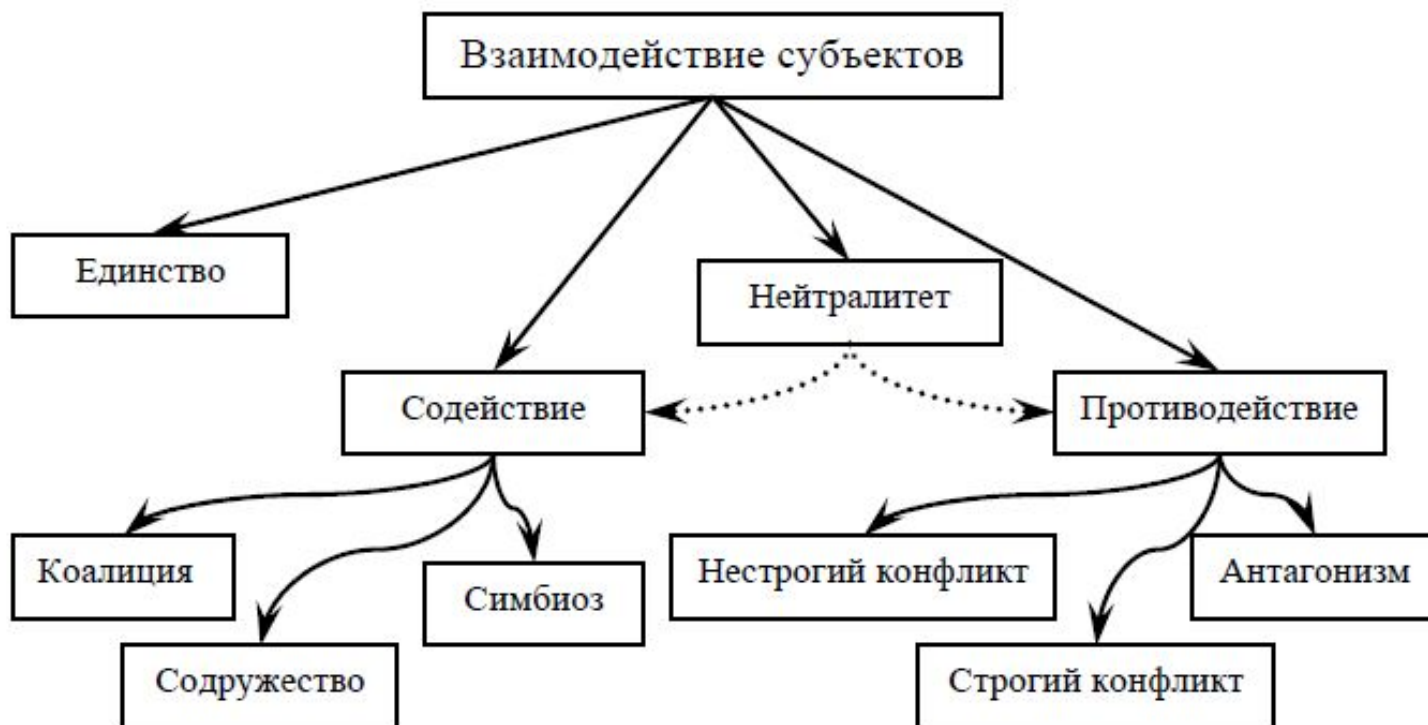 Взаимодействие субъектов
Единство
Нейтралитет
Содействие
Противодействие
Коалиция
Содружество
Симбиоз
Нестрогий конфликт
Строгий конфликт
Антагонизм